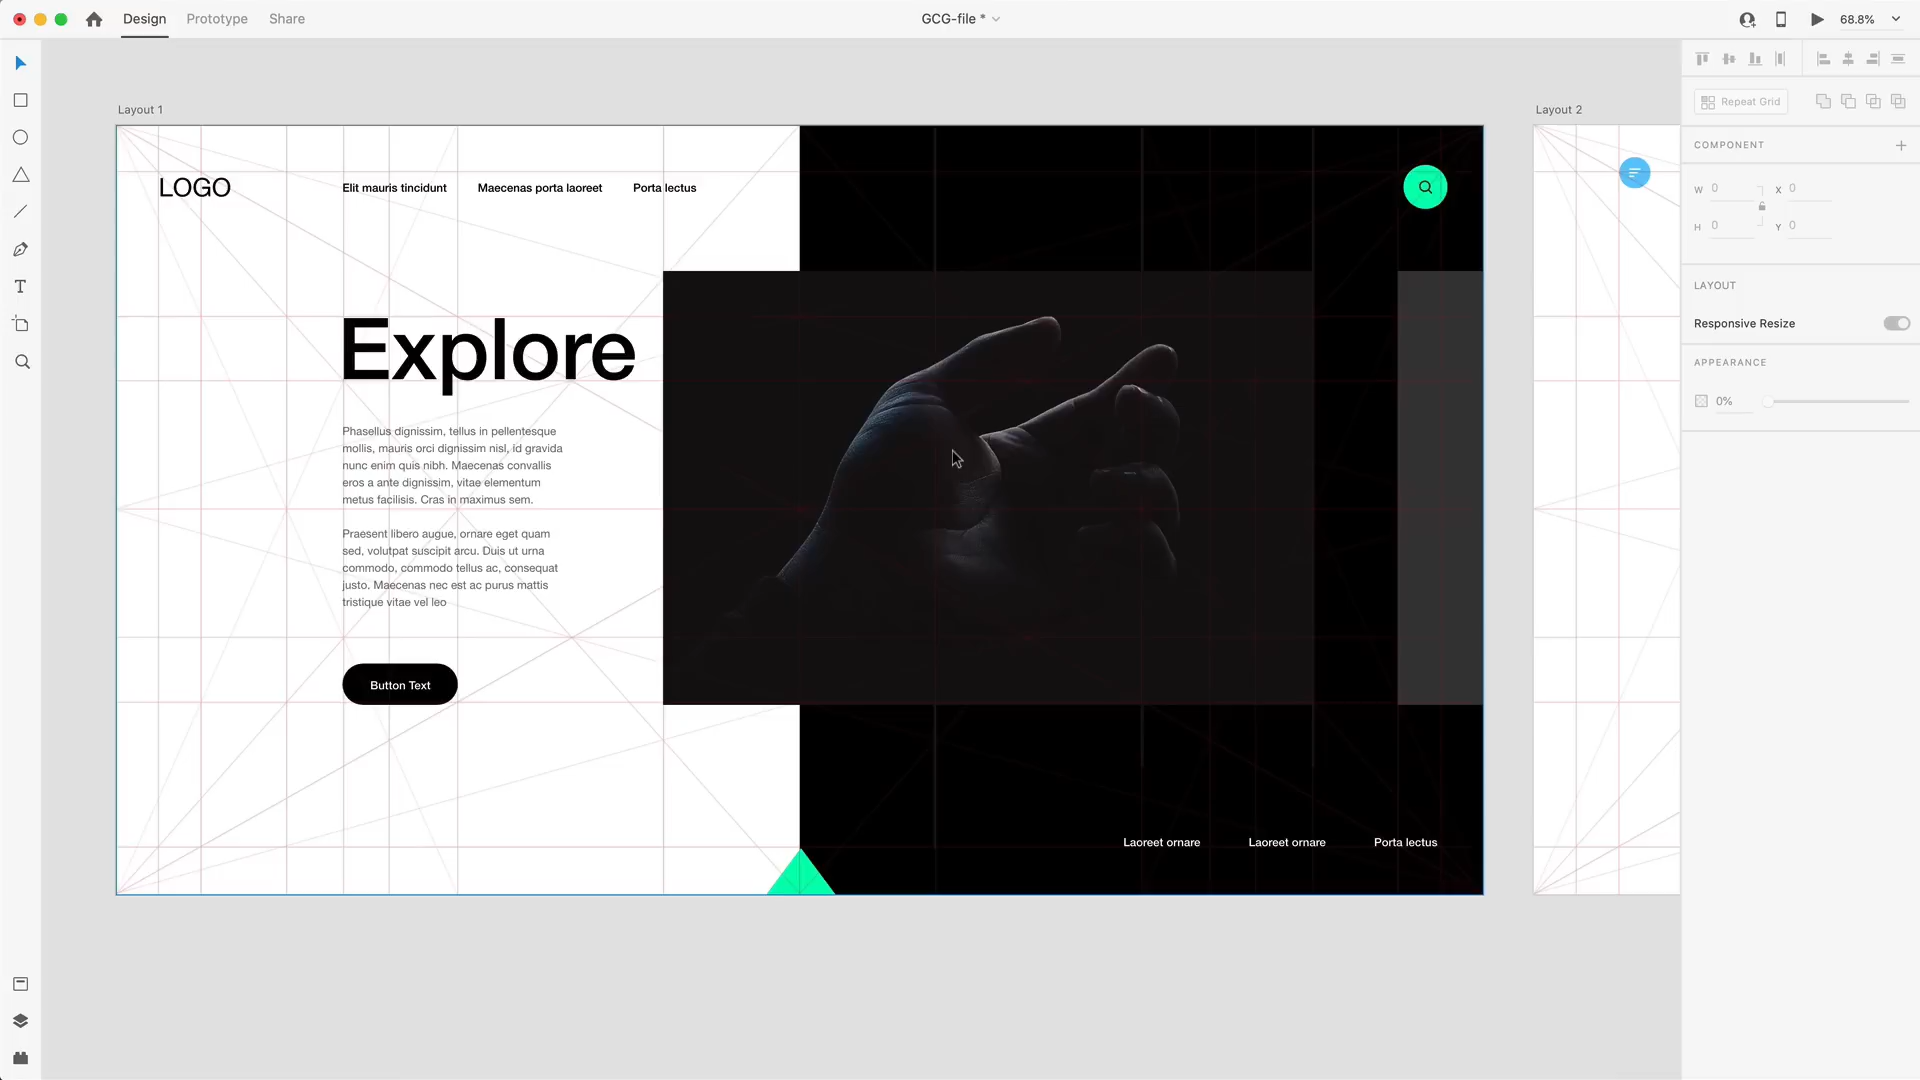 Design
Prototype
Share
GCG-file *
68.8%
Layout 1
Layout 2
LOGO
Elit mauris tincidunt
Maecenas porta laoreet
Porta lectus
Explore
Phasellus dignissim, tellus in pellentesque
mollis, mauris orci dignissim nisl, id gravida
nunc enim quis nibh. Maecenas convallis
eros a ante dignissim, vitae elementum
metus facilisis. Cras in maximus sem.
Praesent libero augue, ornare eget quam
sed, volutpat suscipit arcu. Duis ut urna
commodo, commodo tellus ac, consequat
justo. Maecenas nec est ac purus mattis
tristique vitae vel leo
Button Text
Laoreet ornare
Laoreet ornare
Porta lectus
Repeat Grid
COMPONENT
W 0
X 0
H 0
Y 0
LAYOUT
Responsive Resize
APPEARANCE
0%